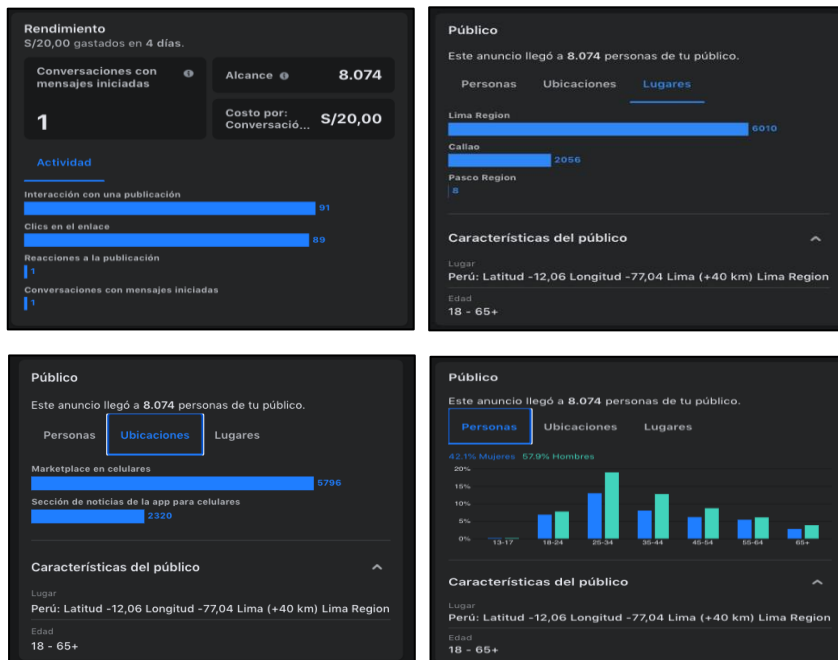 Rendimiento
S/20,00 gastados en 4 días.
Conversaciones con
mensajes iniciadas
1
Alcance
8.074
Costo por:
Conversació...
S/20,00
Actividad
Interacción con una publicación
91
Clics en el enlace
89
Reacciones a la publicación
1
Conversaciones con mensajes iniciadas
1
Público
Este anuncio llegó a 8.074 personas de tu público.
Personas Ubicaciones Lugares
Lima Region
6010
Callao
2056
Pasco Region
8
Características del público
Lugar
Perú: Latitud -12,06 Longitud -77,04 Lima (+40 km) Lima Region
Edad
18 - 65+
Público
Este anuncio llegó a 8.074 personas de tu público.
Personas Ubicaciones Lugares
Marketplace en celulares
5796
Sección de noticias de la app para celulares
2320
Características del público
Lugar
Perú: Latitud -12,06 Longitud -77,04 Lima (+40 km) Lima Region
Edad
18 - 65+
Público
Este anuncio llegó a 8.074 personas de tu público.
Personas Ubicaciones Lugares
42.1% Mujeres 57.9% Hombres
20%
15%
10%
5%
0%
13-17 18-24 25-34 35-44 45-54 55-64 65+
Características del público
Lugar
Perú: Latitud -12,06 Longitud -77,04 Lima (+40 km) Lima Region
Edad
18 - 65+